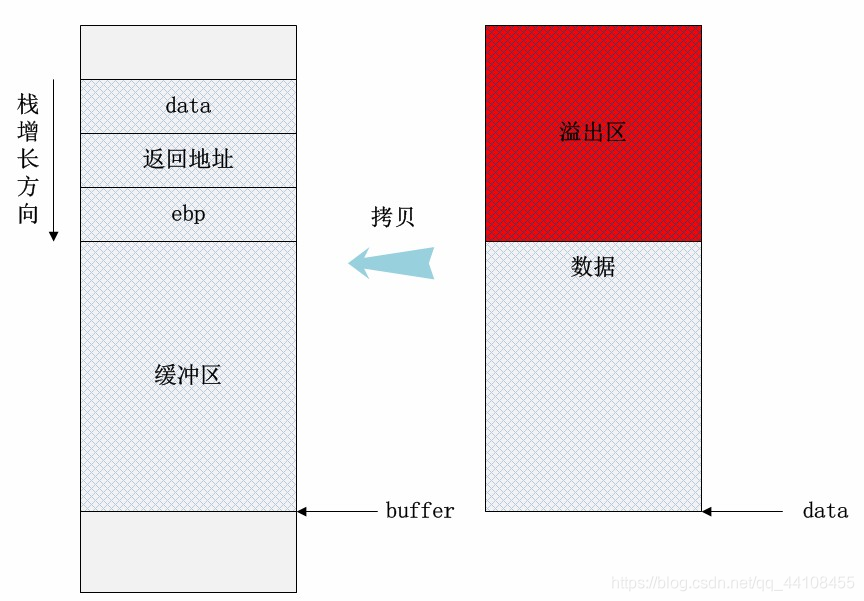 栈增长方向
data
返回地址
ebp
缓冲区
buffer
拷贝
溢出区
数据
data
https://blog.csdn.net/qq_44108455